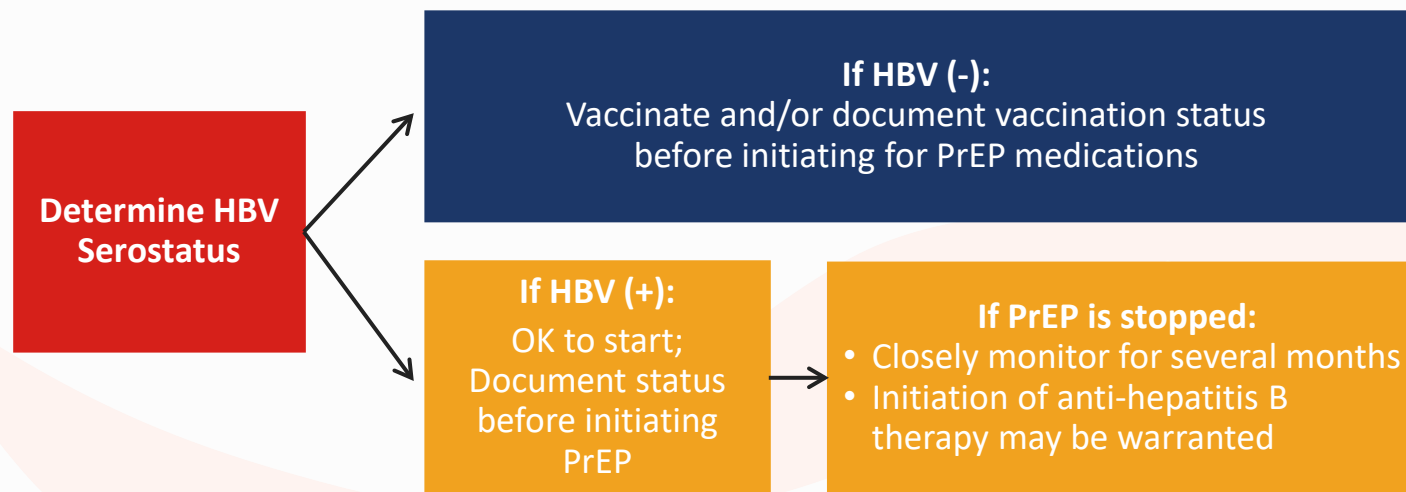 Determine HBV
Serostatus
If HBV (-):
Vaccinate and/or document vaccination status
before initiating for PrEP medications
If HBV (+):
OK to start;
Document status
before initiating
PrEP
If PrEP is stopped:
• Closely monitor for several months
• Initiation of anti-hepatitis B
therapy may be warranted